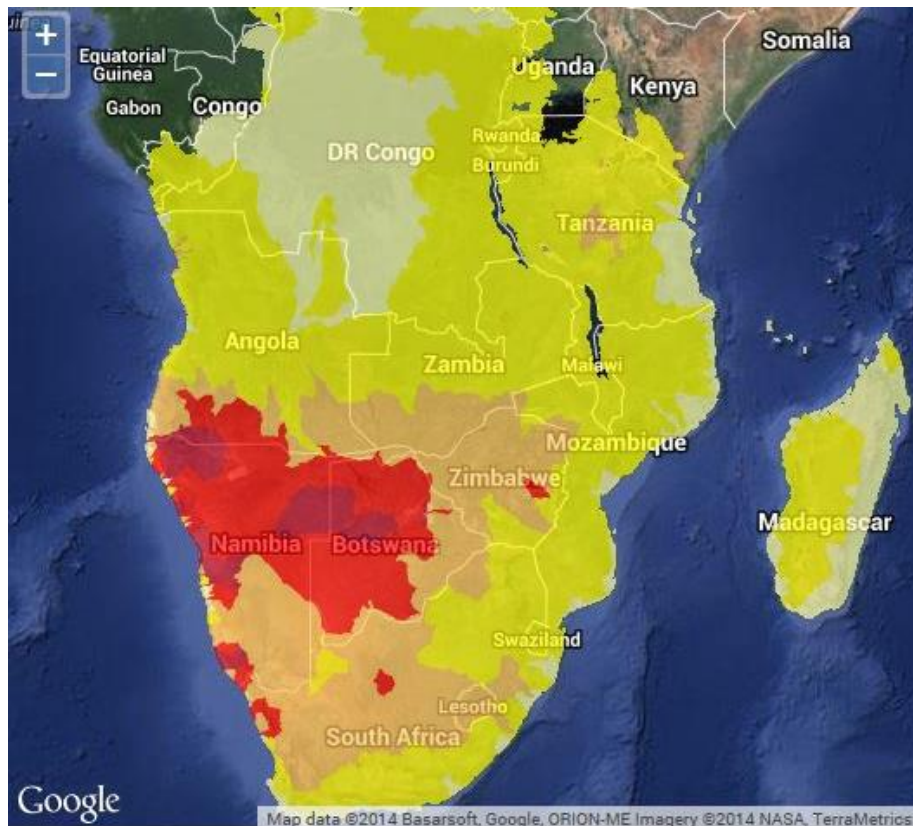 +
Somalia
Equatorial
Guinea
Uganda
−
Kenya
Gabon
Congo
Rwanda
DR Congo
Burundi
Tanzania
Angola
Zambia
Malawi
Mozambique
Zimbabwe
Madagascar
Namibia
Botswana
Swaziland
Lesotho
South Africa
Google
Map data ©2014 Basarsoft, Google, ORION-ME Imagery ©2014 NASA, TerraMetrics